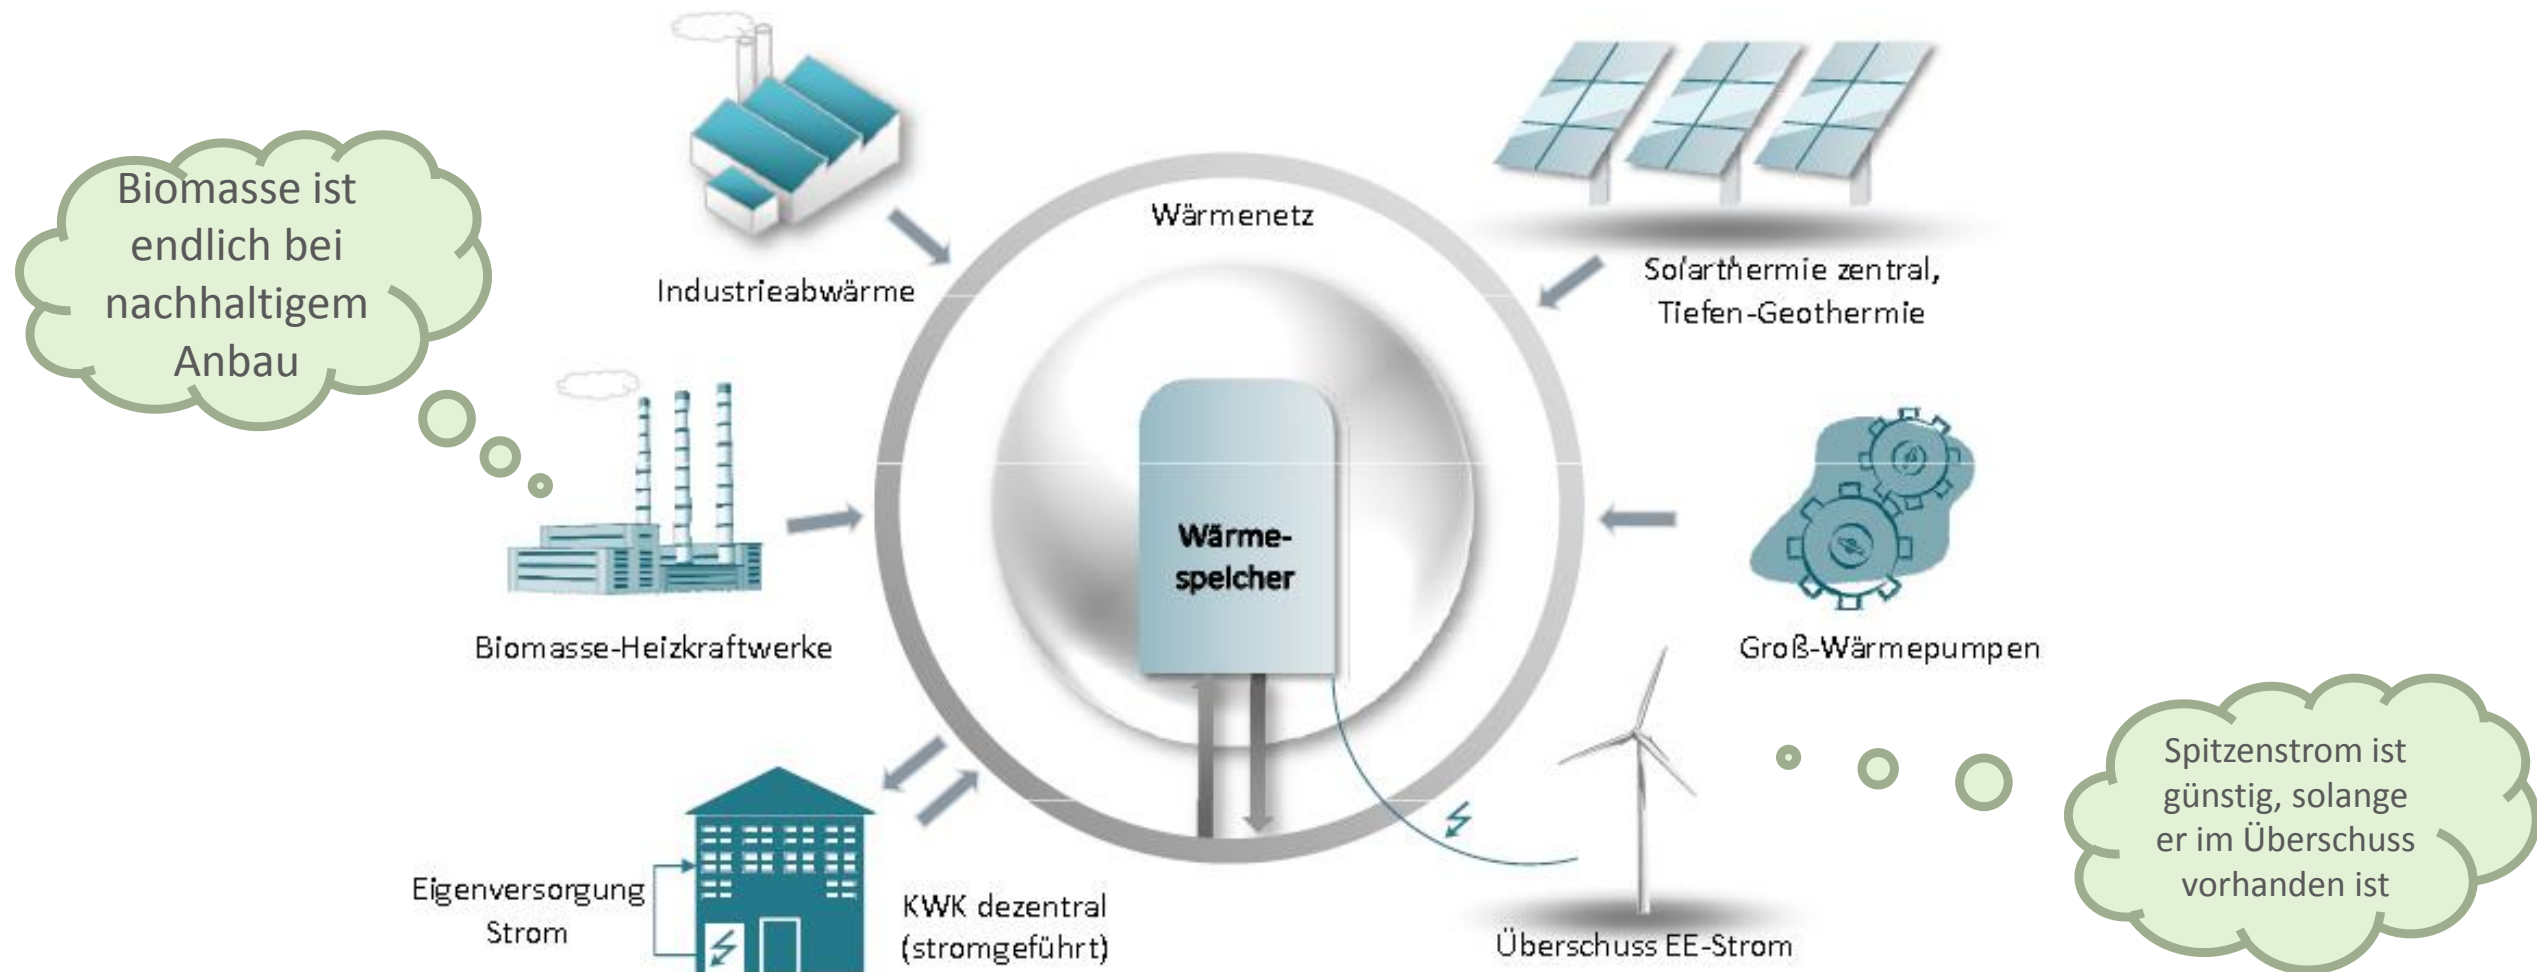 Biomasse ist
endlich bei
nachhaltigem
Anbau
Industrieabwärme
Wärmenetz
Solarthermie zentral,
Tiefen-Geothermie
Wärme-
speicher
Biomasse-Heizkraftwerke
Groß-Wärmepumpen
Spitzenstrom ist
günstig, solange
er im Überschuss
vorhanden ist
Eigenversorgung
Strom
KWK dezentral
(stromgeführt)
Überschuss EE-Strom